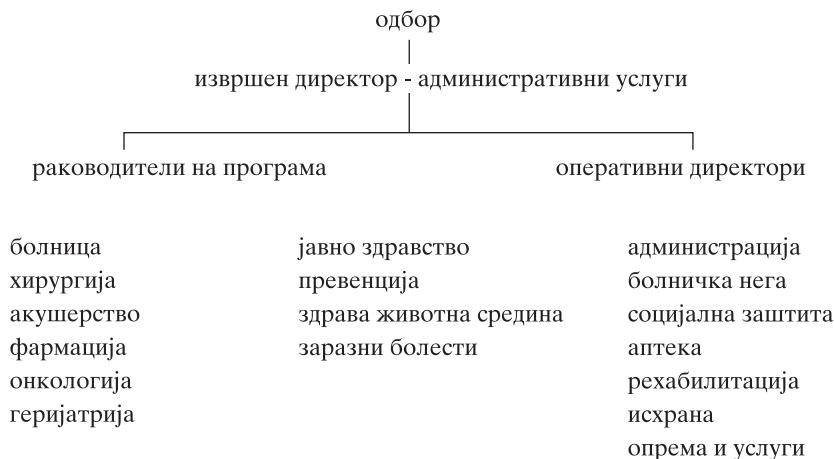 одбор
извршен директор - административни услуги
раководители на програма
оперативни директори
болница
хирургија
акушерство
фармација
онкологија
геријатрија
јавно здравство
превенција
здрава животна средина
заразни болести
администрација
болничка нега
социјална заштита
аптека
рехабилитација
исхрана
опрема и услуги